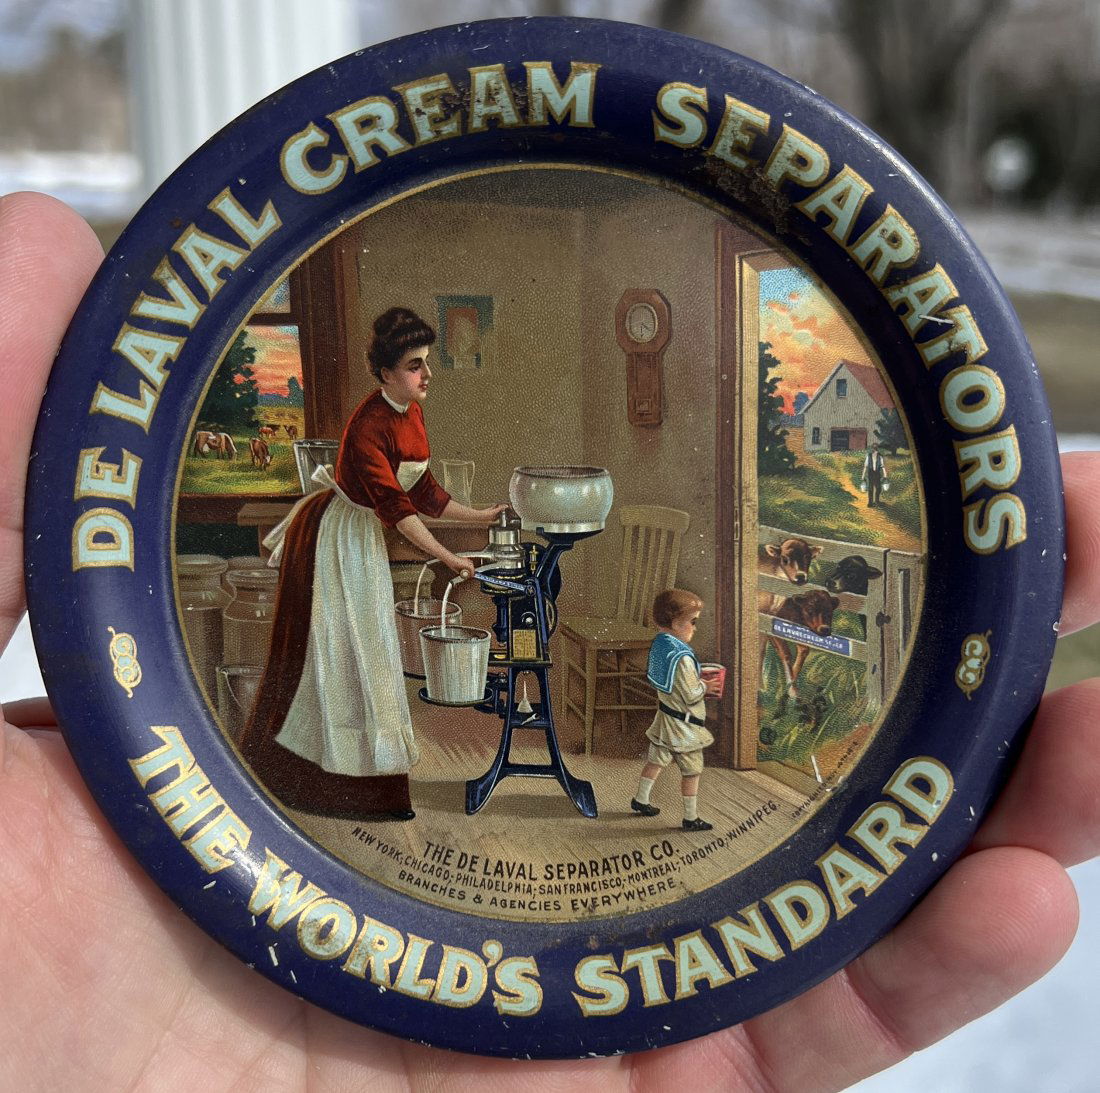 DE LAVAL CREAM SEPARATORS
THE DE LAVAL SEPARATOR CO.
NEW YORK, CHICAGO, PHILADELPHIA, SAN FRANCISCO, MONTREAL, TORONTO, WINNIPEG.
BRANCHES & AGENCIES EVERYWHERE.
THE WORLD'S STANDARD